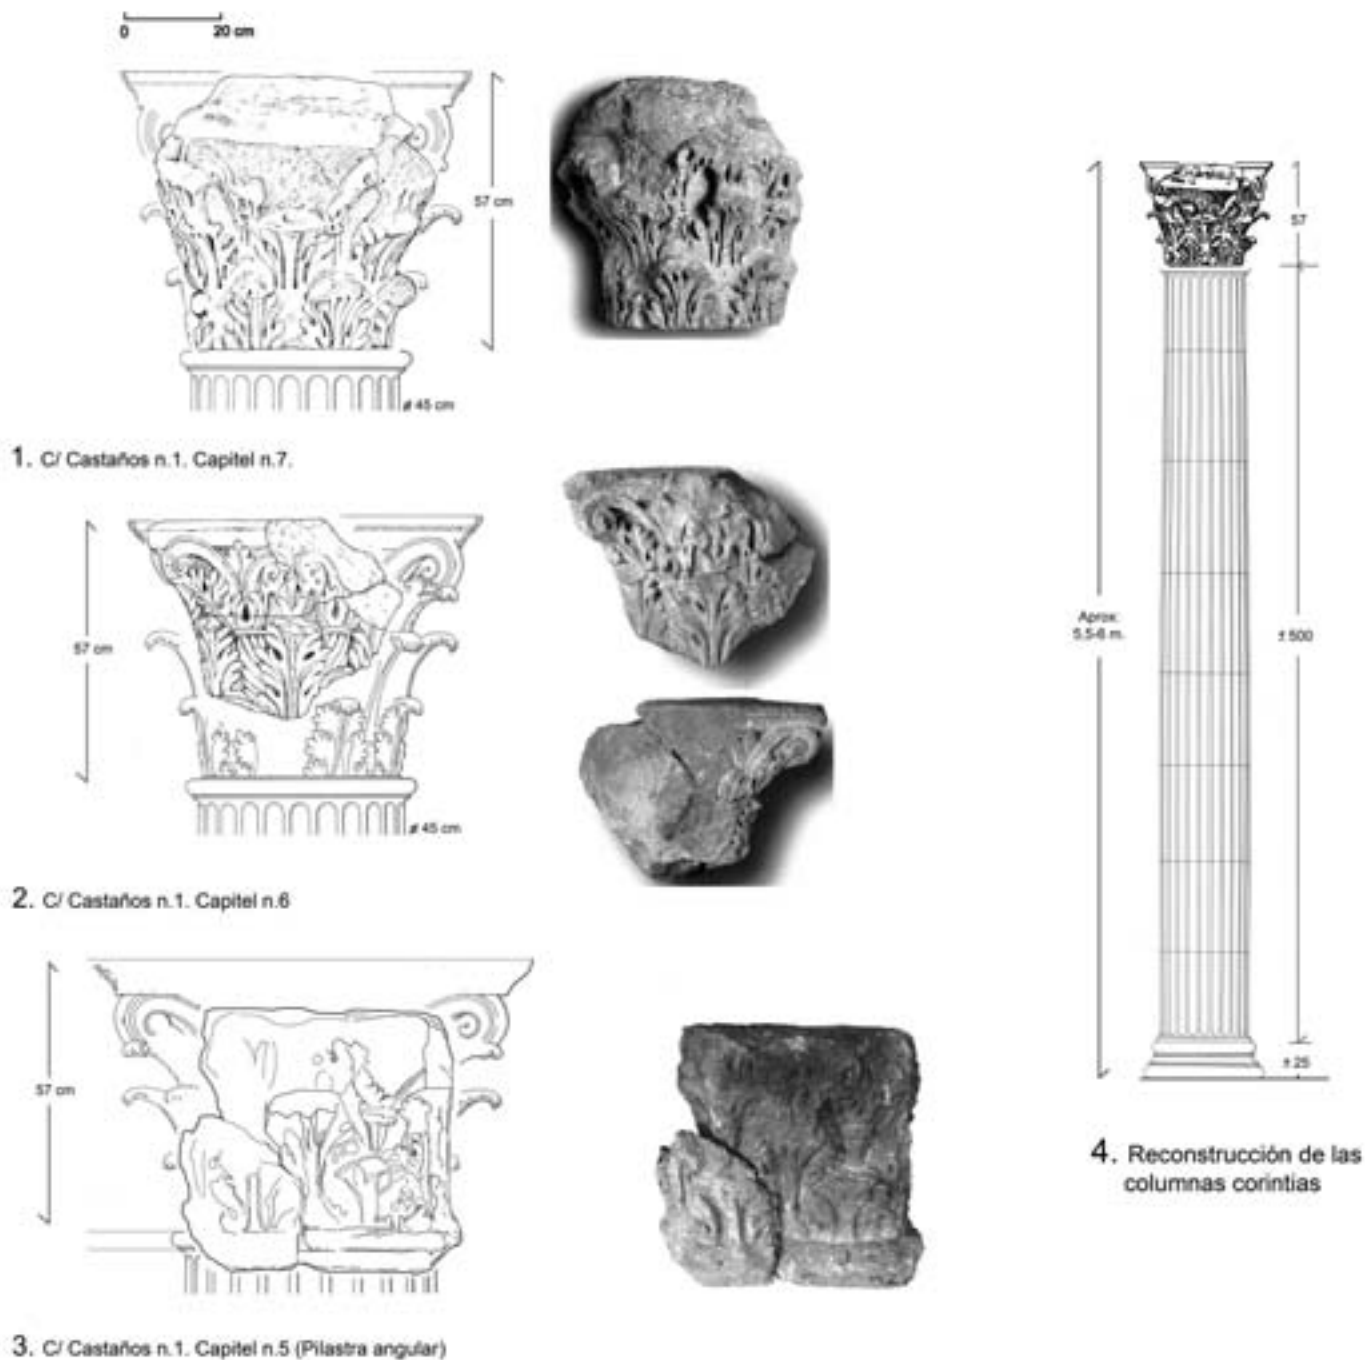 0 20 cm
57 cm
ø 45 cm
1. C/ Castaños n.1. Capitel n.7.
57 cm
ø 45 cm
2. C/ Castaños n.1. Capitel n.6
57 cm
3. C/ Castaños n.1. Capitel n.5 (Pilastra angular)
57
Aprox:
5,5-6 m.
± 500
± 25
4. Reconstrucción de las
columnas corintias